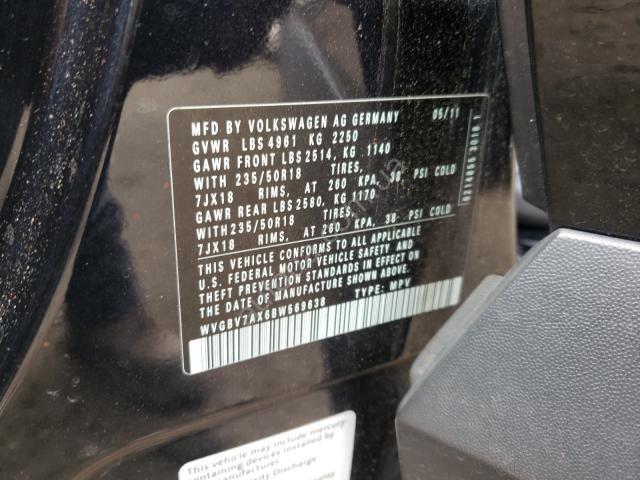 MFD BY VOLKSWAGEN AG GERMANY 05/11
GVWR LBS 4961 KG 2250
GAWR FRONT LBS 2514, KG 1140
WITH 235/50R18 TIRES,
7JX18 RIMS, AT 260 KPA, 38 PSI COLD
GAWR REAR LBS 2580, KG 1170
WITH 235/50R18 TIRES,
7JX18 RIMS, AT 260 KPA, 38 PSI COLD
THIS VEHICLE CONFORMS TO ALL APPLICABLE
U.S. FEDERAL MOTOR VEHICLE SAFETY AND
THEFT PREVENTION STANDARDS IN EFFECT ON
THE DATE OF MANUFACTURE SHOWN ABOVE.
WVGBV7AX6BW569638 TYPE: MPV
This vehicle may include mercury-
containing devices installed by
manufacturer
Discharge